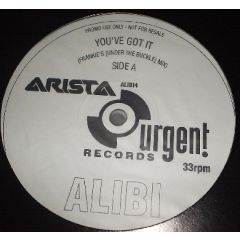 PROMO USE ONLY - NOT FOR RESALE
YOU'VE GOT IT
(FRANKIE'S (UNDER THE BUCKLE) MIX)
SIDE A
ARISTA
ALIBI4
urgent
RECORDS
33rpm
ALIBI